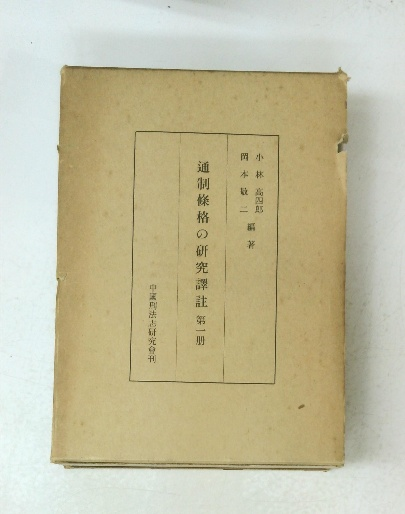 小林高四郎
岡本敬二 編著
通制條格の研究譯註 第一册
中國刑法志研究會刊